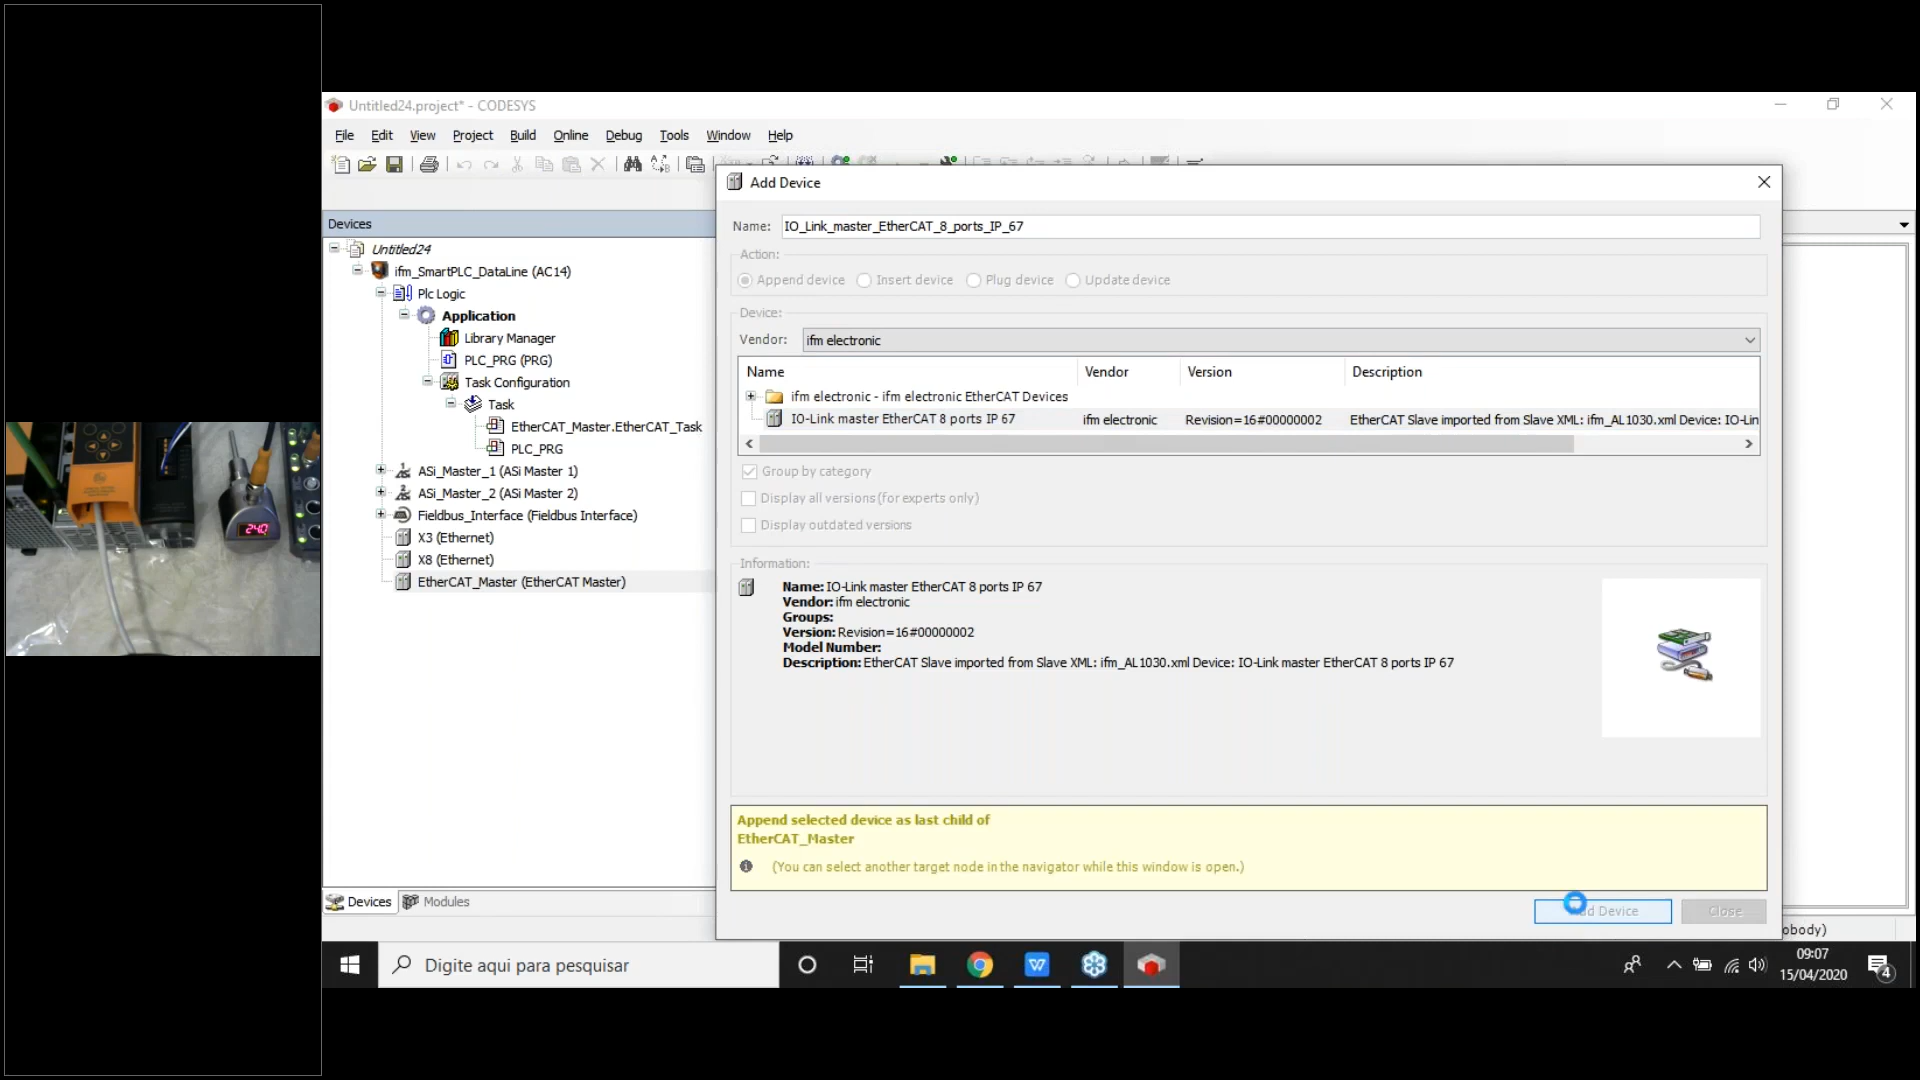 Untitled24.project* - CODESYS
File Edit View Project Build Online Debug Tools Window Help
Devices
Untitled24
ifm_SmartPLC_DataLine (AC14)
Plc Logic
Application
Library Manager
PLC_PRG (PRG)
Task Configuration
Task
EtherCAT_Master.EtherCAT_Task
PLC_PRG
ASi_Master_1 (ASi Master 1)
ASi_Master_2 (ASi Master 2)
Fieldbus_Interface (Fieldbus Interface)
X3 (Ethernet)
X8 (Ethernet)
EtherCAT_Master (EtherCAT Master)
Devices Modules
Add Device
Name: IO_Link_master_EtherCAT_8_ports_IP_67
Action:
Append device Insert device Plug device Update device
Device:
Vendor: ifm electronic
Name Vendor Version Description
ifm electronic - ifm electronic EtherCAT Devices
IO-Link master EtherCAT 8 ports IP 67 ifm electronic Revision=16#00000002 EtherCAT Slave imported from Slave XML: ifm_AL1030.xml Device: IO-Lin
Group by category
Display all versions (for experts only)
Display outdated versions
Information:
Name: IO-Link master EtherCAT 8 ports IP 67
Vendor: ifm electronic
Groups:
Version: Revision=16#00000002
Model Number:
Description: EtherCAT Slave imported from Slave XML: ifm_AL1030.xml Device: IO-Link master EtherCAT 8 ports IP 67
Append selected device as last child of
EtherCAT_Master
(You can select another target node in the navigator while this window is open.)
Device Close
obody)
Digite aqui para pesquisar
09:07
15/04/2020
4
240